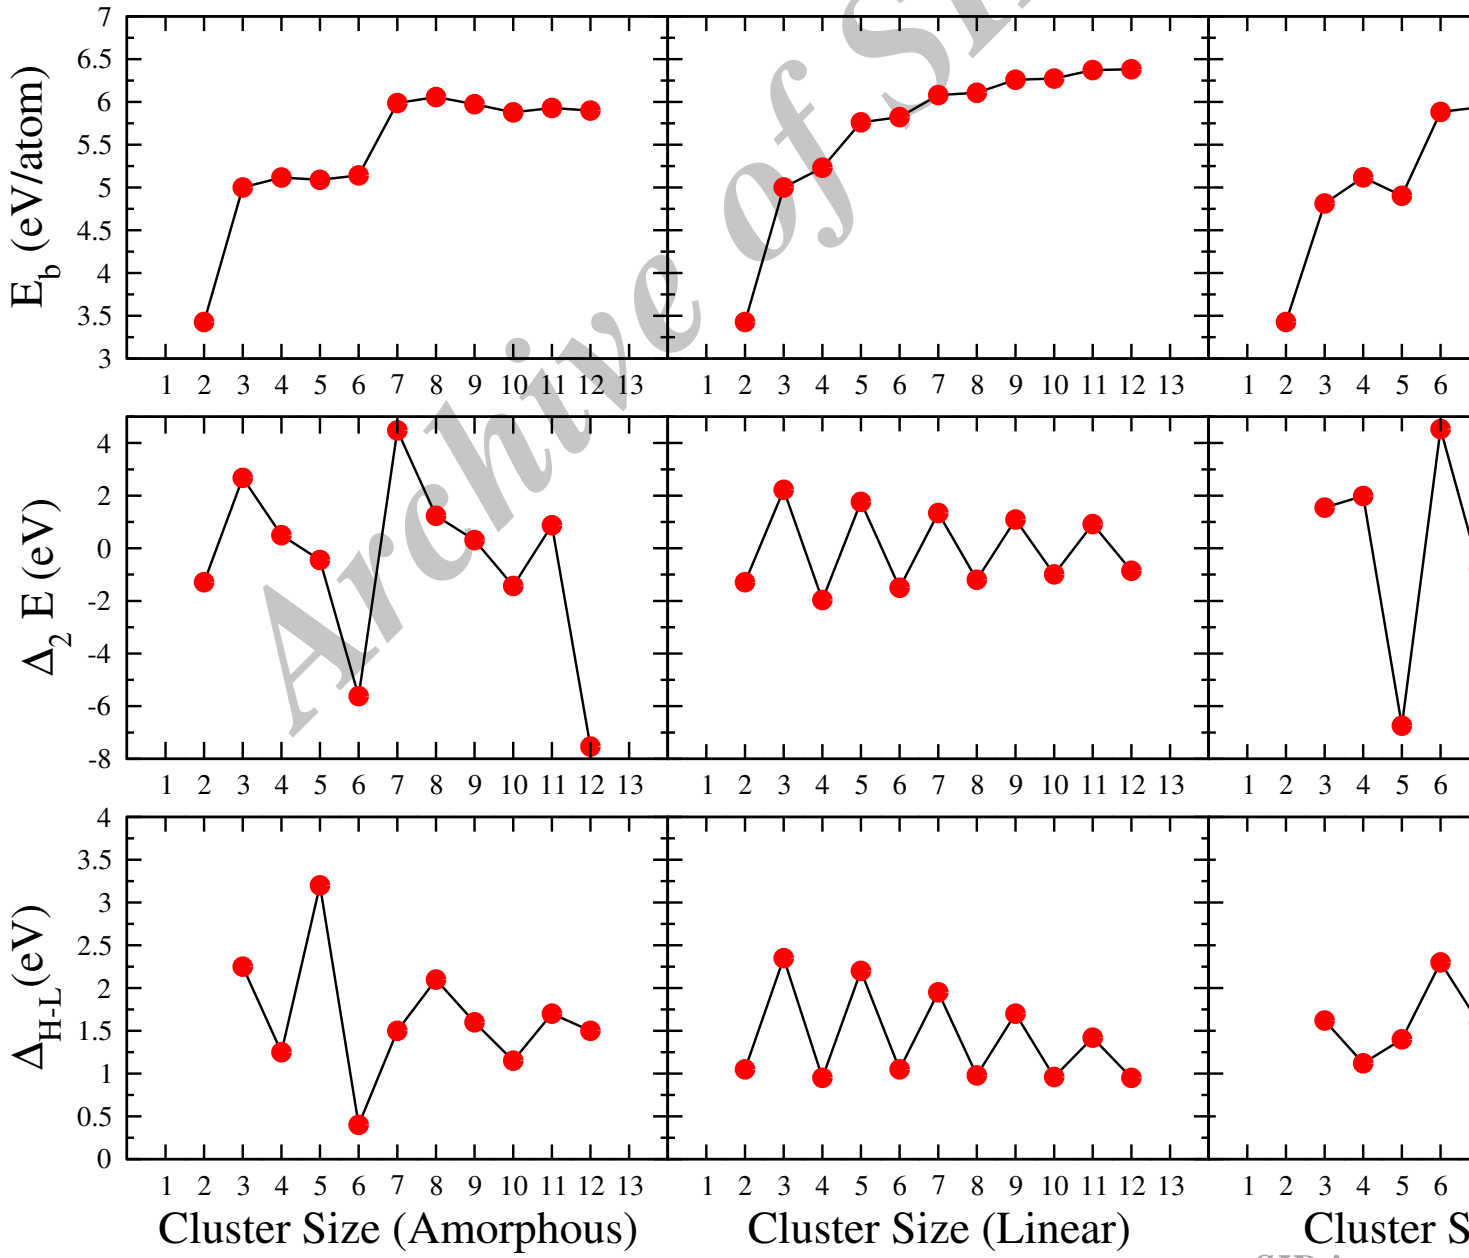 7
6.5
6
5.5
5
4.5
4
3.5
3
E_b (eV/atom)
1 2 3 4 5 6 7 8 9 10 11 12 13
1 2 3 4 5 6 7 8 9 10 11 12 13
1 2 3 4 5 6
4
2
0
-2
-4
-6
-8
Δ_2 E (eV)
1 2 3 4 5 6 7 8 9 10 11 12 13
1 2 3 4 5 6 7 8 9 10 11 12 13
1 2 3 4 5 6
4
3.5
3
2.5
2
1.5
1
0.5
0
Δ_H-L (eV)
1 2 3 4 5 6 7 8 9 10 11 12 13
1 2 3 4 5 6 7 8 9 10 11 12 13
1 2 3 4 5 6
Cluster Size (Amorphous)
Cluster Size (Linear)
Cluster S
Archive of SI